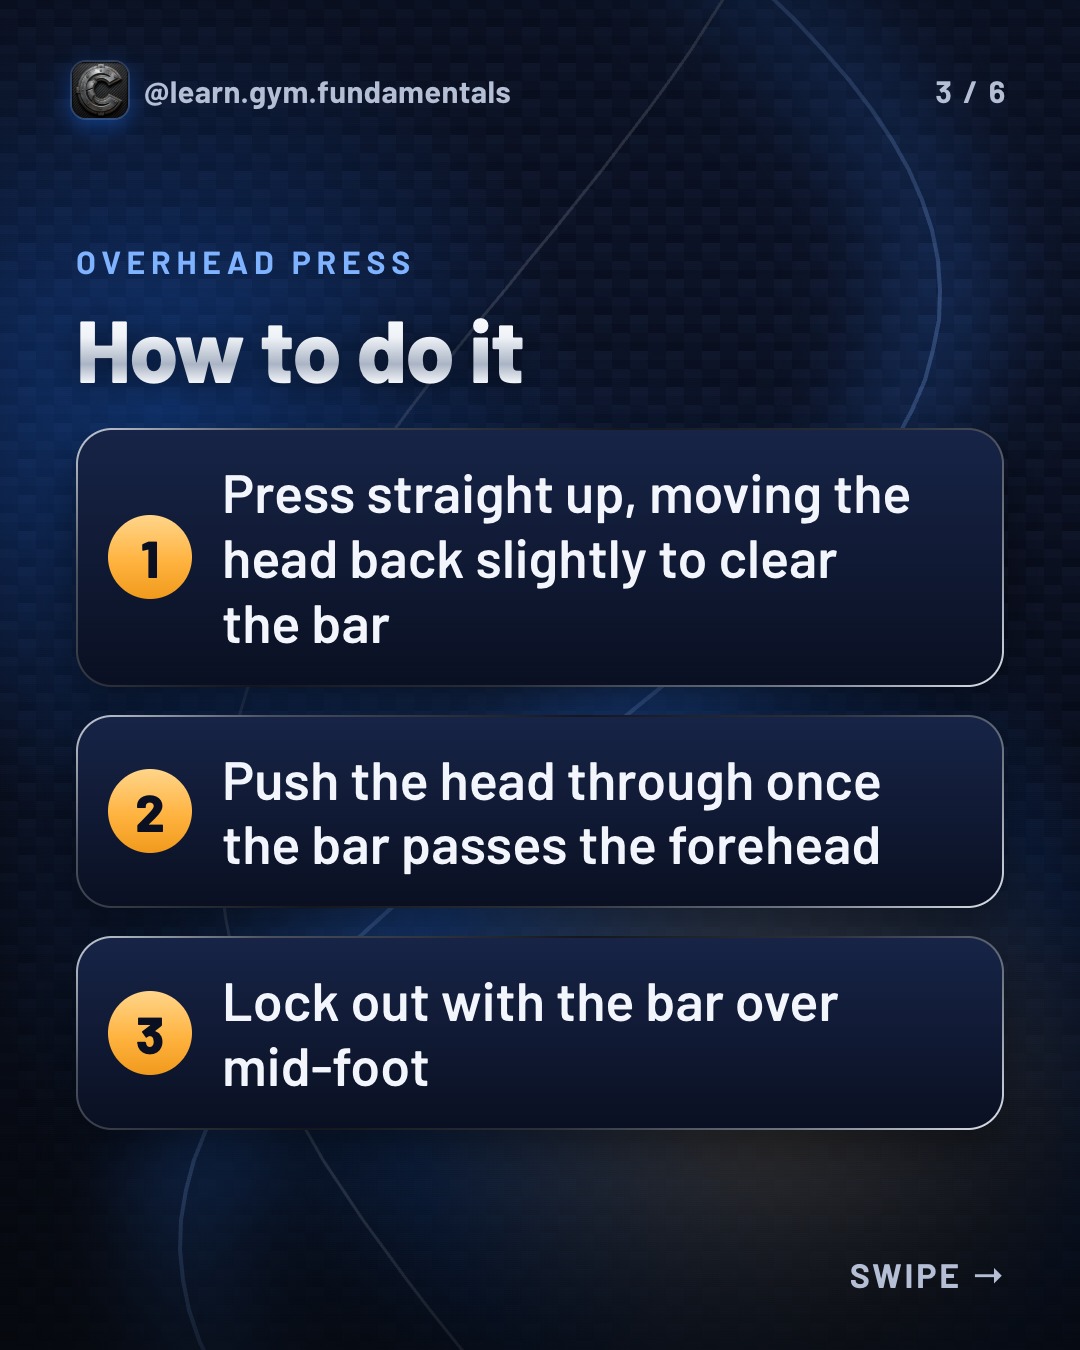 @learn.gym.fundamentals
3 / 6
OVERHEAD PRESS
How to do it
1
Press straight up, moving the
head back slightly to clear
the bar
2
Push the head through once
the bar passes the forehead
3
Lock out with the bar over
mid-foot
SWIPE →